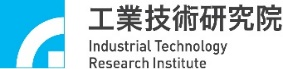 工業技術研究院
Industrial Technology
Research Institute